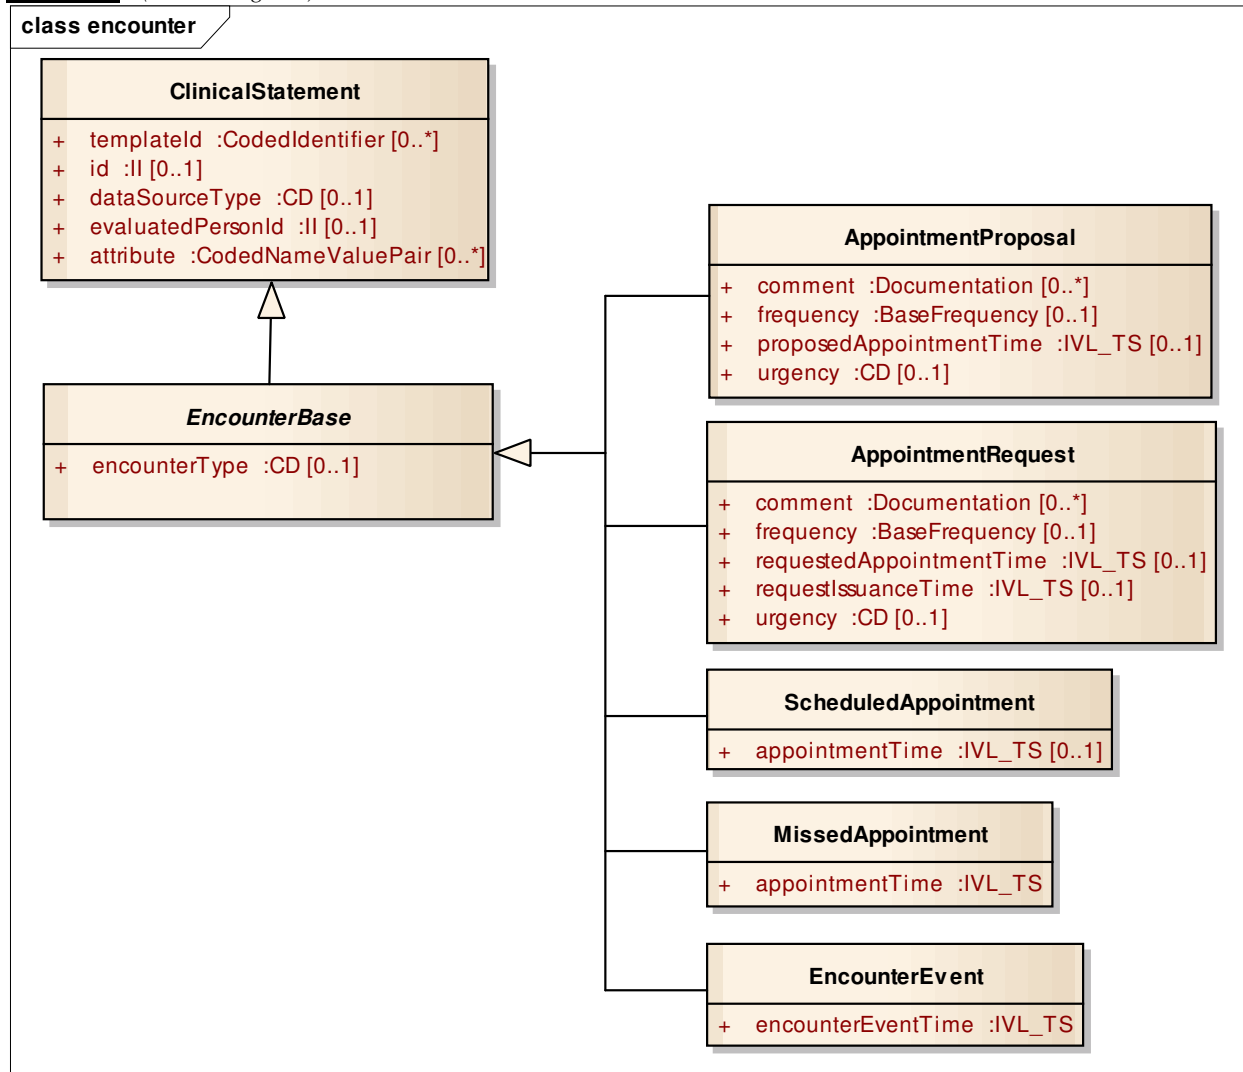 class encounter
ClinicalStatement
+ templateId :CodedIdentifier [0..*]
+ id :II [0..1]
+ dataSourceType :CD [0..1]
+ evaluatedPersonId :II [0..1]
+ attribute :CodedNameValuePair [0..*]
EncounterBase
+ encounterType :CD [0..1]
AppointmentProposal
+ comment :Documentation [0..*]
+ frequency :BaseFrequency [0..1]
+ proposedAppointmentTime :IVL_TS [0..1]
+ urgency :CD [0..1]
AppointmentRequest
+ comment :Documentation [0..*]
+ frequency :BaseFrequency [0..1]
+ requestedAppointmentTime :IVL_TS [0..1]
+ requestIssuanceTime :IVL_TS [0..1]
+ urgency :CD [0..1]
ScheduledAppointment
+ appointmentTime :IVL_TS [0..1]
MissedAppointment
+ appointmentTime :IVL_TS
EncounterEvent
+ encounterEventTime :IVL_TS